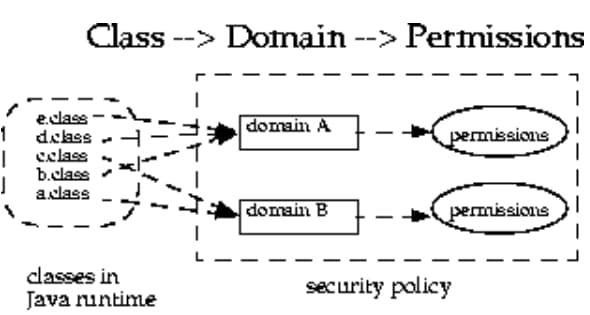 Class --> Domain --> Permissions
e.class
d.class
c.class
b.class
a.class
domain A
permissions
domain B
permissions
classes in
Java runtime
security policy